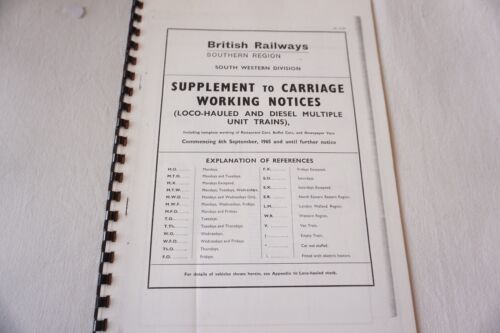 British Railways
SOUTHERN REGION
SOUTH WESTERN DIVISION
SUPPLEMENT TO CARRIAGE
WORKING NOTICES
(LOCO-HAULED AND DIESEL MULTIPLE
UNIT TRAINS),
Including complete working of Restaurant Cars, Buffet Cars, and Newspaper Vans
Commencing 6th September, 1965 and until further notice
EXPLANATION OF REFERENCES
M.O. Mondays.
M.T.O. Mondays and Tuesdays.
M.X. Mondays Excepted.
M.T.W. Mondays, Tuesdays, Wednesdays.
M.W.O. Mondays and Wednesdays Only.
M.W.F. Mondays, Wednesdays, Fridays.
M.F.O. Mondays and Fridays
T.O. Tuesdays.
T.Th. Tuesdays and Thursdays.
W.O. Wednesdays.
W.F.O. Wednesdays and Fridays
Th.O. Thursdays.
F.O. Fridays.
F.X. Fridays Excepted.
S.O. Saturdays.
S.X. Saturdays Excepted.
E.R. North Eastern Eastern Region.
L.M. London Midland Region.
W.R. Western Region.
V. Van Train.
Empty Train.
* Car not staffed.
Fitted with electric heaters.
For details of vehicles shown herein, see Appendix to Loco-hauled stock.